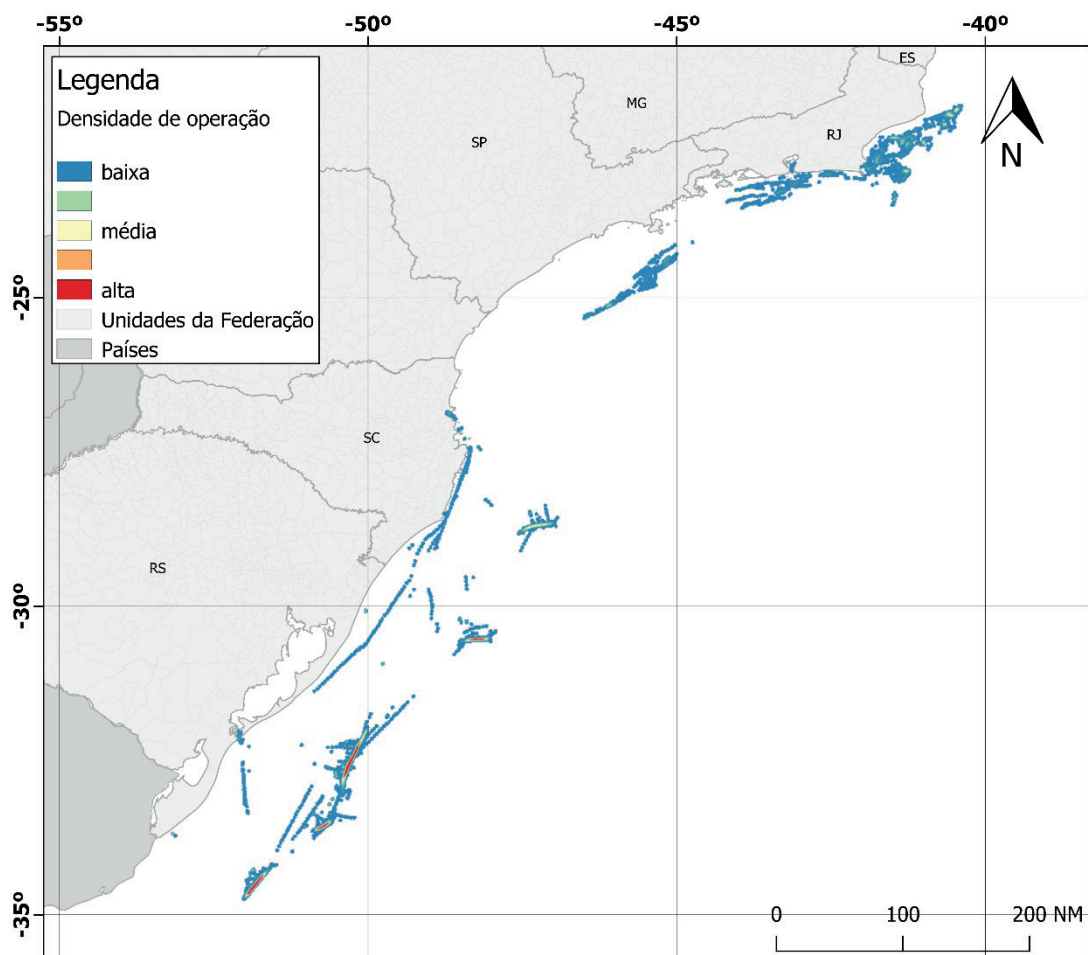 -55º -50º -45º -40º
Legenda
Densidade de operação
baixa
média
alta
Unidades da Federação
Países
ES
MG
RJ
SP
N
-25º
SC
RS
-30º
-35º
0 100 200 NM